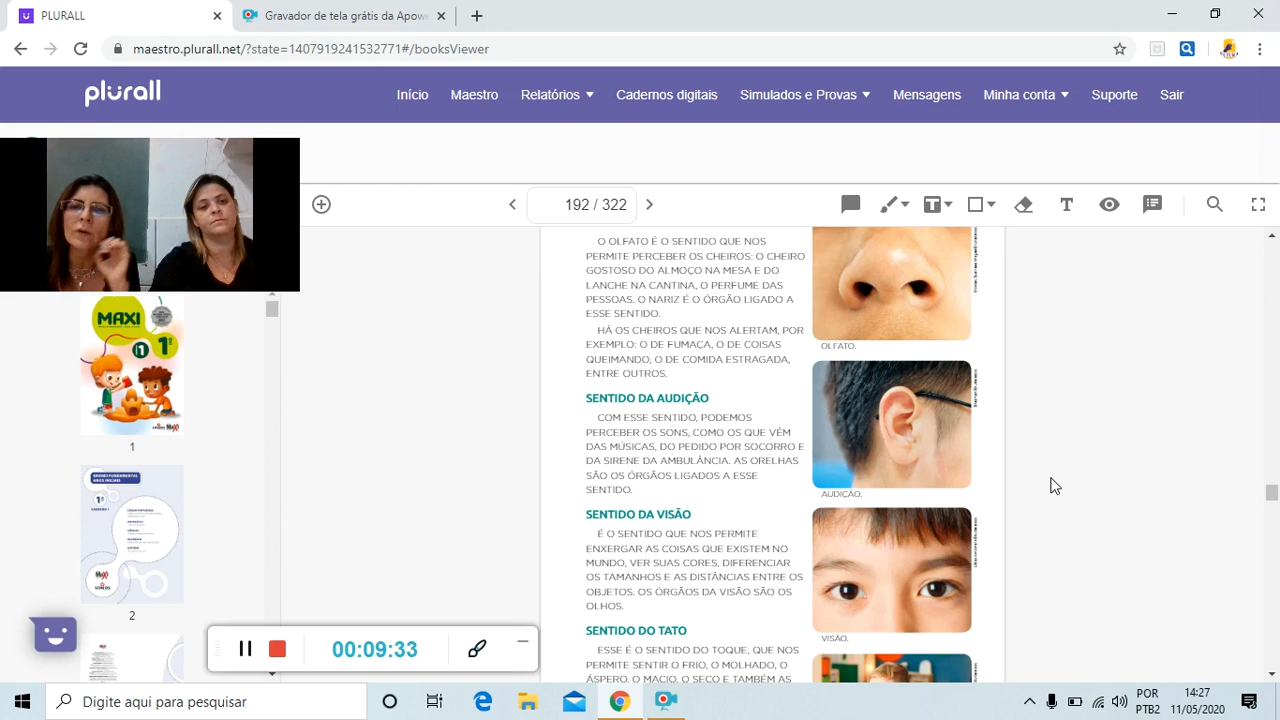 PLURALL
Gravador de tela grátis da Apowe
maestro.plurall.net/?state=1407919241532771#/booksViewer
plurall
Início
Maestro
Relatórios
Cadernos digitais
Simulados e Provas
Mensagens
Minha conta
Suporte
Sair
192 / 322
O OLFATO É O SENTIDO QUE NOS
PERMITE PERCEBER OS CHEIROS: O CHEIRO
GOSTOSO DO ALMOÇO NA MESA E DO
LANCHE NA CANTINA, O PERFUME DAS
PESSOAS. O NARIZ É O ÓRGÃO LIGADO A
ESSE SENTIDO.
HÁ OS CHEIROS QUE NOS ALERTAM, POR
EXEMPLO: O DE FUMAÇA, O DE COISAS
QUEIMANDO, O DE COMIDA ESTRAGADA,
ENTRE OUTROS.
OLFATO.
SENTIDO DA AUDIÇÃO
COM ESSE SENTIDO, PODEMOS
PERCEBER OS SONS, COMO OS QUE VÊM
DAS MÚSICAS, DO PEDIDO POR SOCORRO E
DA SIRENE DA AMBULÂNCIA. AS ORELHAS
SÃO OS ÓRGÃOS LIGADOS A ESSE
SENTIDO.
AUDIÇÃO.
SENTIDO DA VISÃO
É O SENTIDO QUE NOS PERMITE
ENXERGAR AS COISAS QUE EXISTEM NO
MUNDO, VER SUAS CORES, DIFERENCIAR
OS TAMANHOS E AS DISTÂNCIAS ENTRE OS
OBJETOS. OS ÓRGÃOS DA VISÃO SÃO OS
OLHOS.
VISÃO.
SENTIDO DO TATO
ESSE É O SENTIDO DO TOQUE, QUE NOS
PERMITE SENTIR O FRIO, O MOLHADO, O
ÁSPERO, O MACIO, O SECO E TAMBÉM AS
MAXI
1
2
00:09:33
Digite aqui para pesquisar
POR
PTB2
14:27
11/05/2020